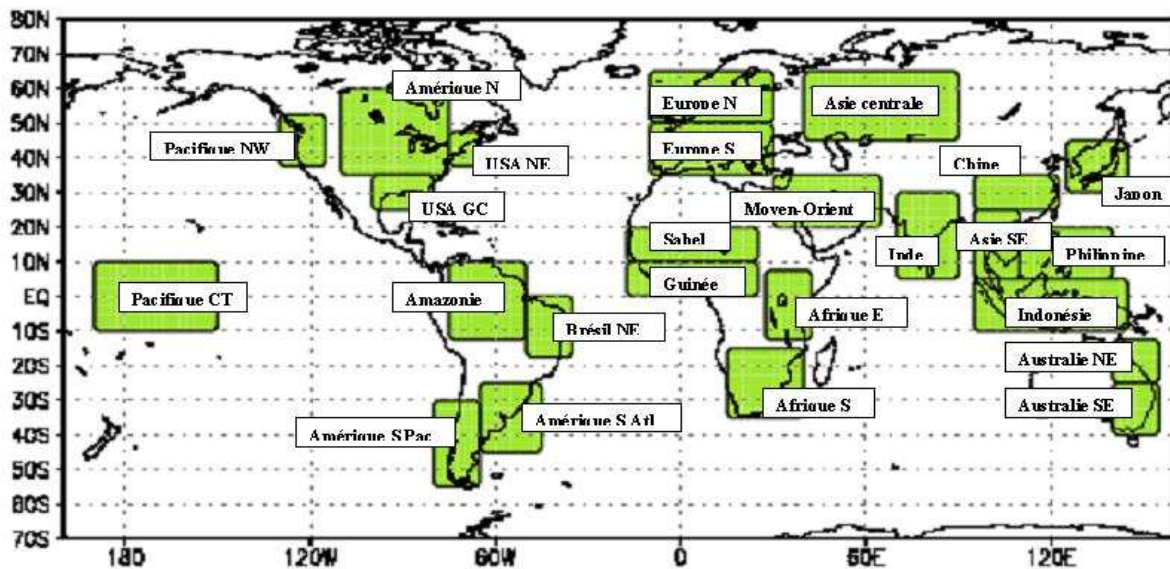 80N
70N
60N
50N
40N
30N
20N
10N
EQ
10S
20S
30S
40S
50S
60S
70S
80S
70S
Amérique N
Europe N
Asie centrale
Pacifique NW
USA NE
Europe S
Chine
Japon
USA GC
Moyen-Orient
Sahel
Inde
Asie SE
Philippine
Guinée
Pacifique CT
Amazonie
Brésil NE
Afrique E
Indonésie
Australie NE
Afrique S
Australie SE
Amérique S Pac
Amérique S Atl
180
120W
60W
0
60E
120E